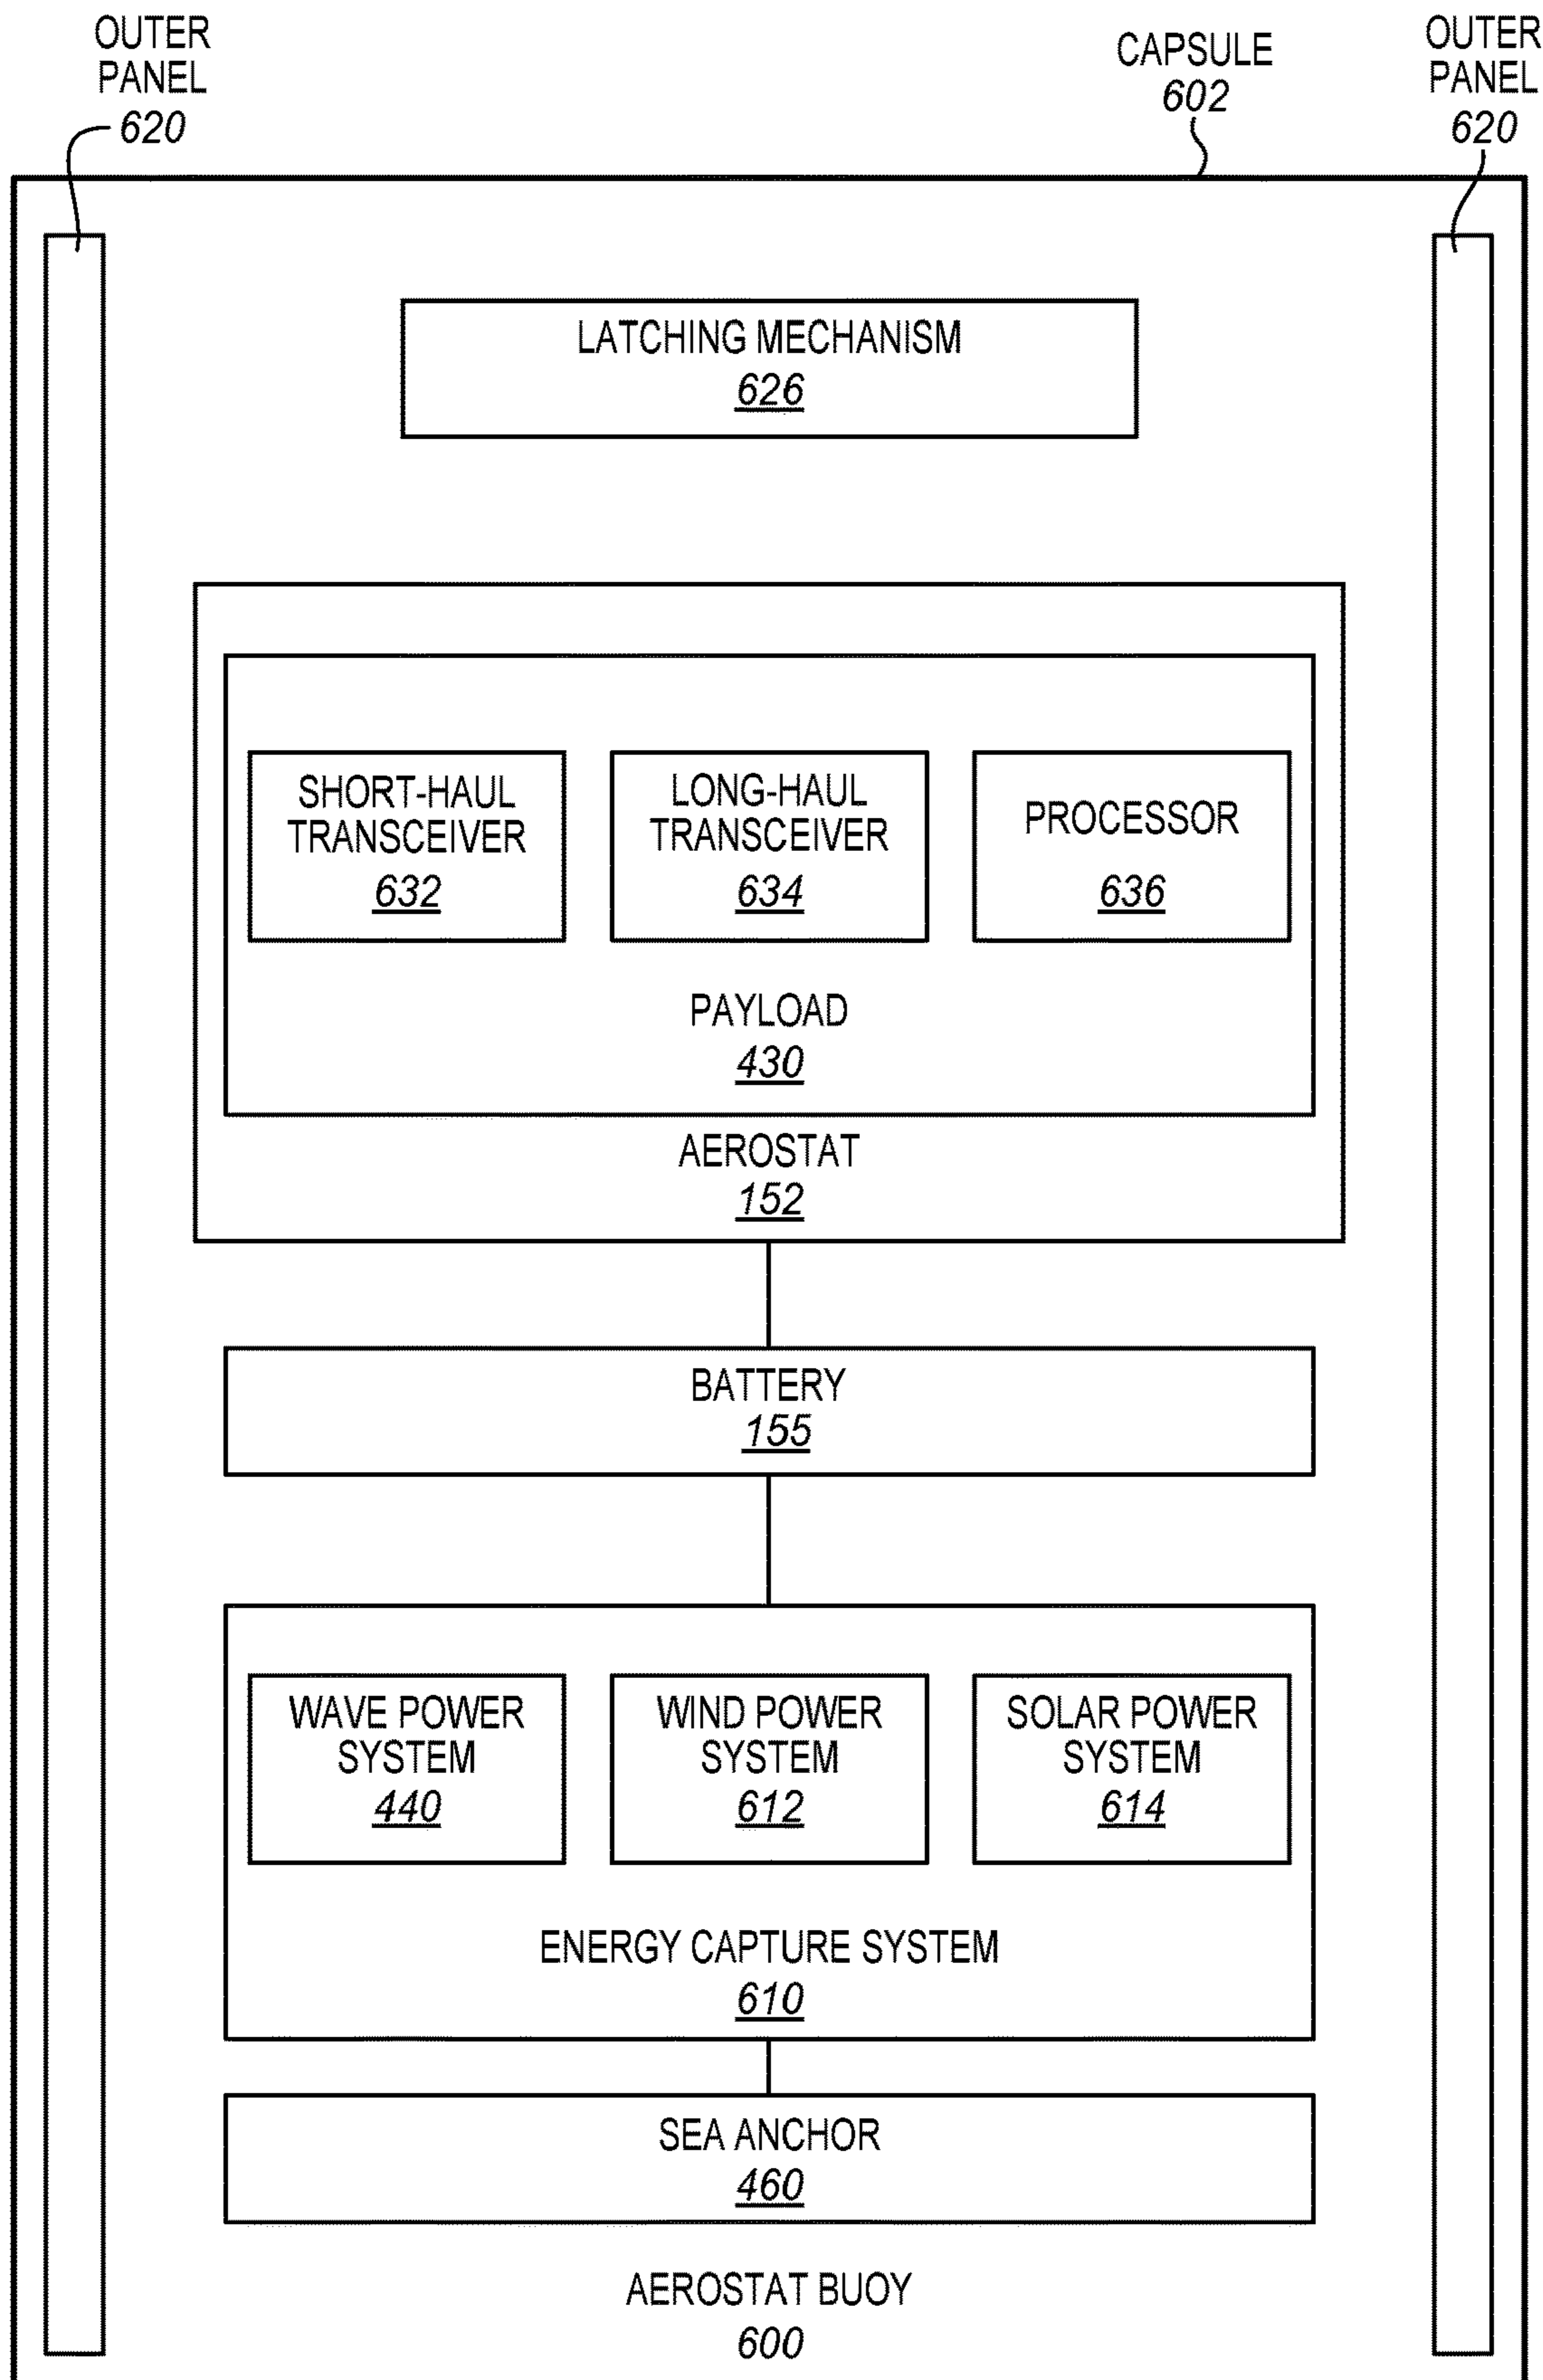 OUTER
PANEL
620
CAPSULE
602
OUTER
PANEL
620
LATCHING MECHANISM
626
SHORT-HAUL
TRANSCEIVER
632
LONG-HAUL
TRANSCEIVER
634
PROCESSOR
636
PAYLOAD
430
AEROSTAT
152
BATTERY
155
WAVE POWER
SYSTEM
440
WIND POWER
SYSTEM
612
SOLAR POWER
SYSTEM
614
ENERGY CAPTURE SYSTEM
610
SEA ANCHOR
460
AEROSTAT BUOY
600